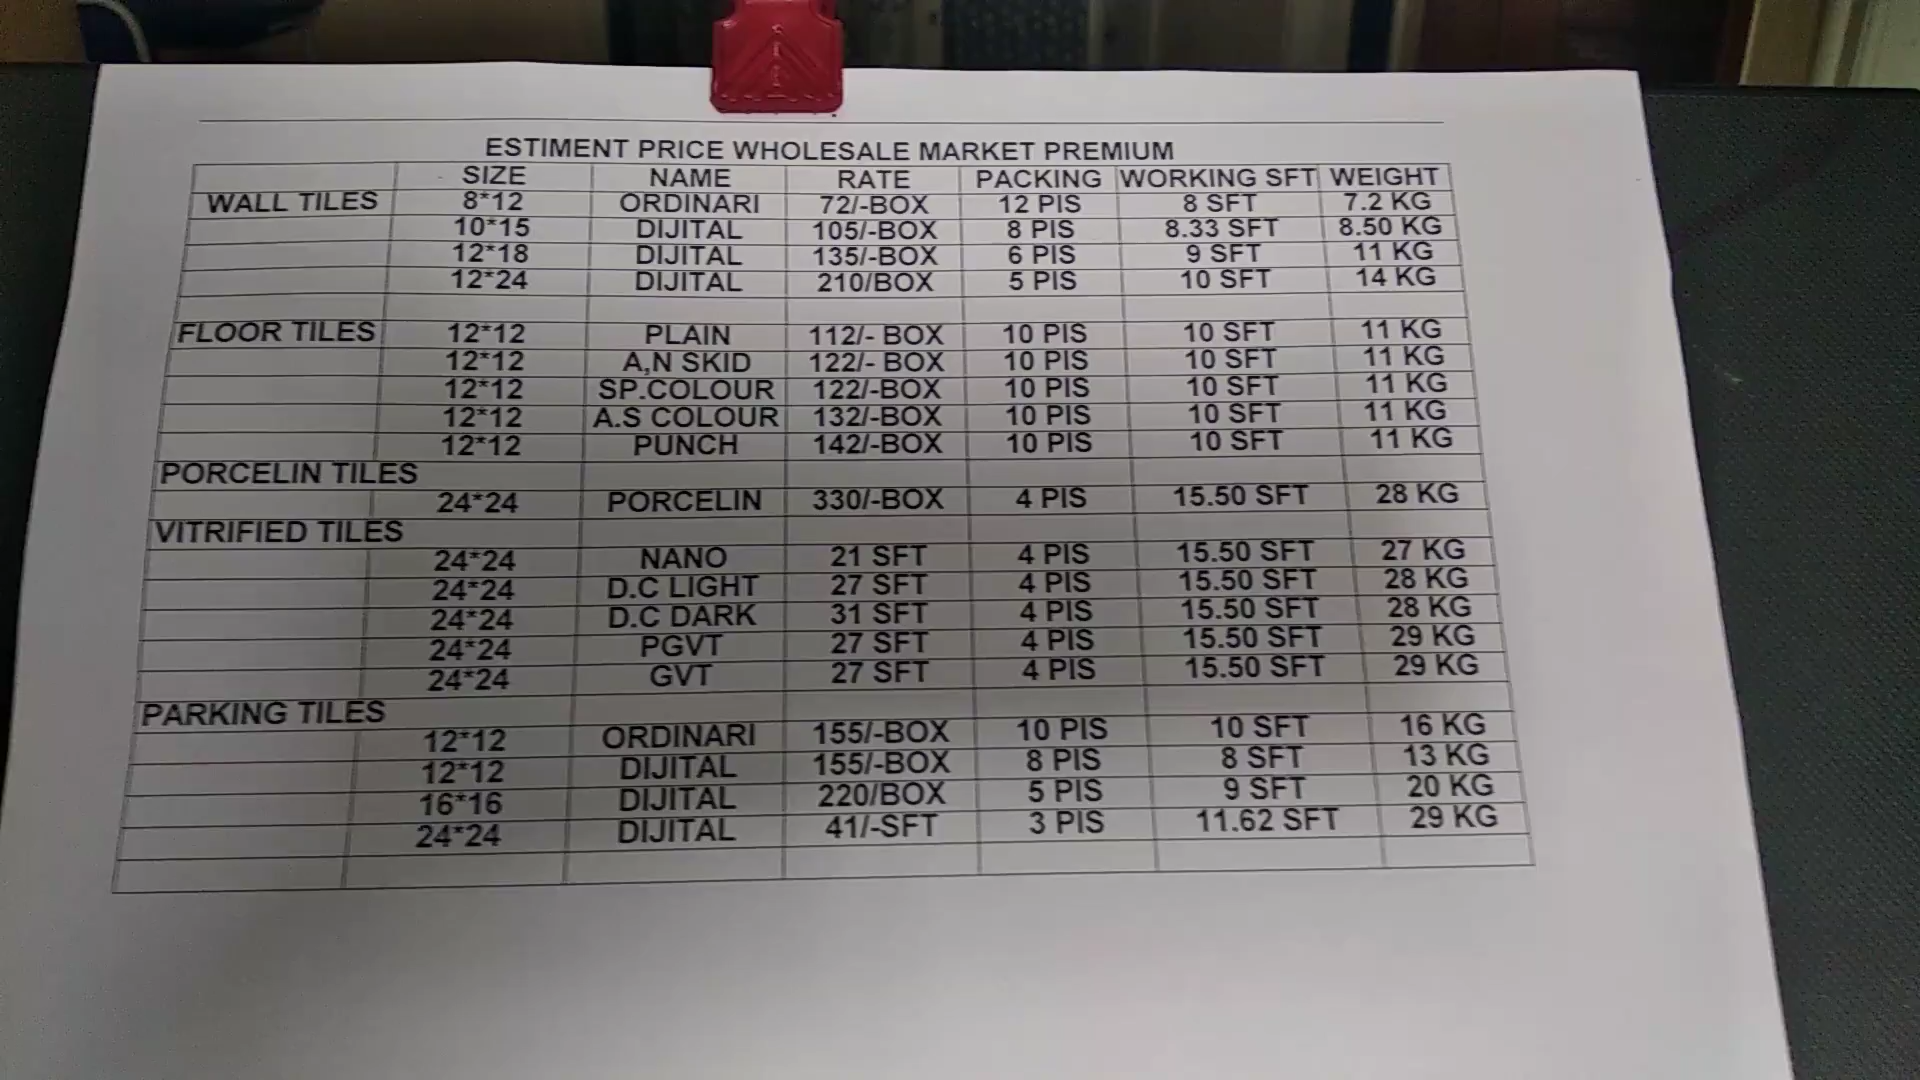 ESTIMENT PRICE WHOLESALE MARKET PREMIUM
SIZE NAME RATE PACKING WORKING SFT WEIGHT
WALL TILES 8*12 ORDINARI 72/-BOX 12 PIS 8 SFT 7.2 KG
10*15 DIJITAL 105/-BOX 8 PIS 8.33 SFT 8.50 KG
12*18 DIJITAL 135/-BOX 6 PIS 9 SFT 11 KG
12*24 DIJITAL 210/BOX 5 PIS 10 SFT 14 KG
FLOOR TILES 12*12 PLAIN 112/- BOX 10 PIS 10 SFT 11 KG
12*12 A,N SKID 122/- BOX 10 PIS 10 SFT 11 KG
12*12 SP.COLOUR 122/-BOX 10 PIS 10 SFT 11 KG
12*12 A.S COLOUR 132/-BOX 10 PIS 10 SFT 11 KG
12*12 PUNCH 142/-BOX 10 PIS 10 SFT 11 KG
PORCELIN TILES
24*24 PORCELIN 330/-BOX 4 PIS 15.50 SFT 28 KG
VITRIFIED TILES
24*24 NANO 21 SFT 4 PIS 15.50 SFT 27 KG
24*24 D.C LIGHT 27 SFT 4 PIS 15.50 SFT 28 KG
24*24 D.C DARK 31 SFT 4 PIS 15.50 SFT 28 KG
24*24 PGVT 27 SFT 4 PIS 15.50 SFT 29 KG
24*24 GVT 27 SFT 4 PIS 15.50 SFT 29 KG
PARKING TILES
12*12 ORDINARI 155/-BOX 10 PIS 10 SFT 16 KG
12*12 DIJITAL 155/-BOX 8 PIS 8 SFT 13 KG
16*16 DIJITAL 220/BOX 5 PIS 9 SFT 20 KG
24*24 DIJITAL 41/-SFT 3 PIS 11.62 SFT 29 KG